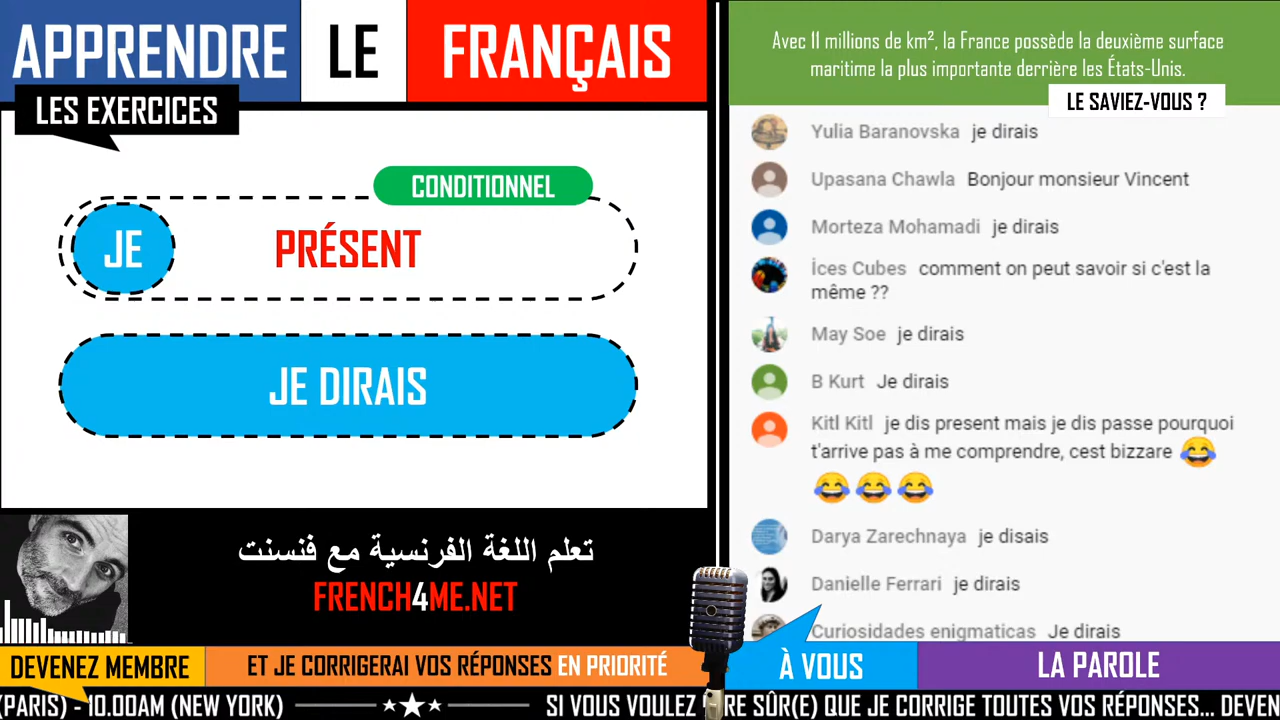 APPRENDRE LE FRANÇAIS
LES EXERCICES
CONDITIONNEL
JE PRÉSENT
JE DIRAIS
تعلم اللغة الفرنسية مع فنسنت
FRENCH4ME.NET
DEVENEZ MEMBRE
ET JE CORRIGERAI VOS RÉPONSES EN PRIORITÉ
Avec 11 millions de km², la France possède la deuxième surface
maritime la plus importante derrière les États-Unis.
LE SAVIEZ-VOUS ?
Yulia Baranovska je dirais
Upasana Chawla Bonjour monsieur Vincent
Morteza Mohamadi je dirais
İces Cubes comment on peut savoir si c'est la
même ??
May Soe je dirais
B Kurt Je dirais
Kitl Kitl je dis present mais je dis passe pourquoi
t'arrive pas à me comprendre, cest bizzare 😂
😂😂😂
Darya Zarechnaya je disais
Danielle Ferrari je dirais
Curiosidades enigmaticas Je dirais
À VOUS
LA PAROLE
(PARIS) - 10.00AM (NEW YORK) SI VOUS VOULEZ RE SÛR(E) QUE JE CORRIGE TOUTES VOS RÉPONSES... DEVEN